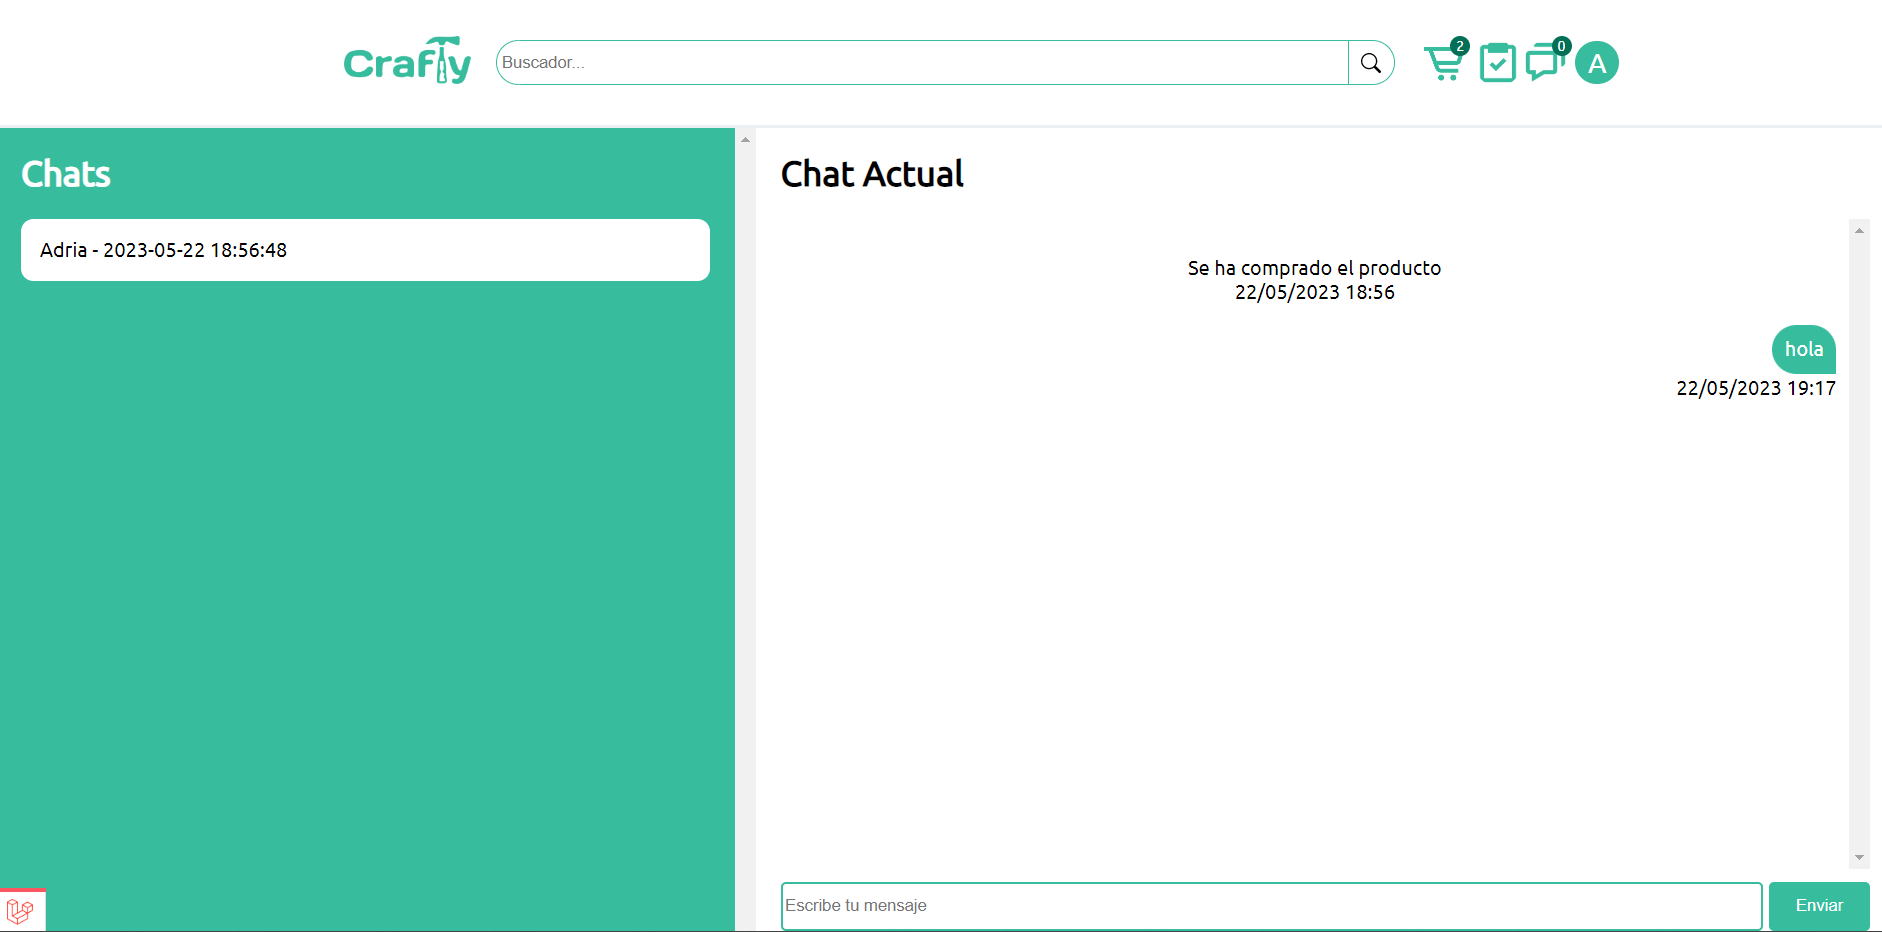 Crafty
Buscador...
2
0
A
Chats
Adria - 2023-05-22 18:56:48
Chat Actual
Se ha comprado el producto
22/05/2023 18:56
hola
22/05/2023 19:17
Escribe tu mensaje
Enviar